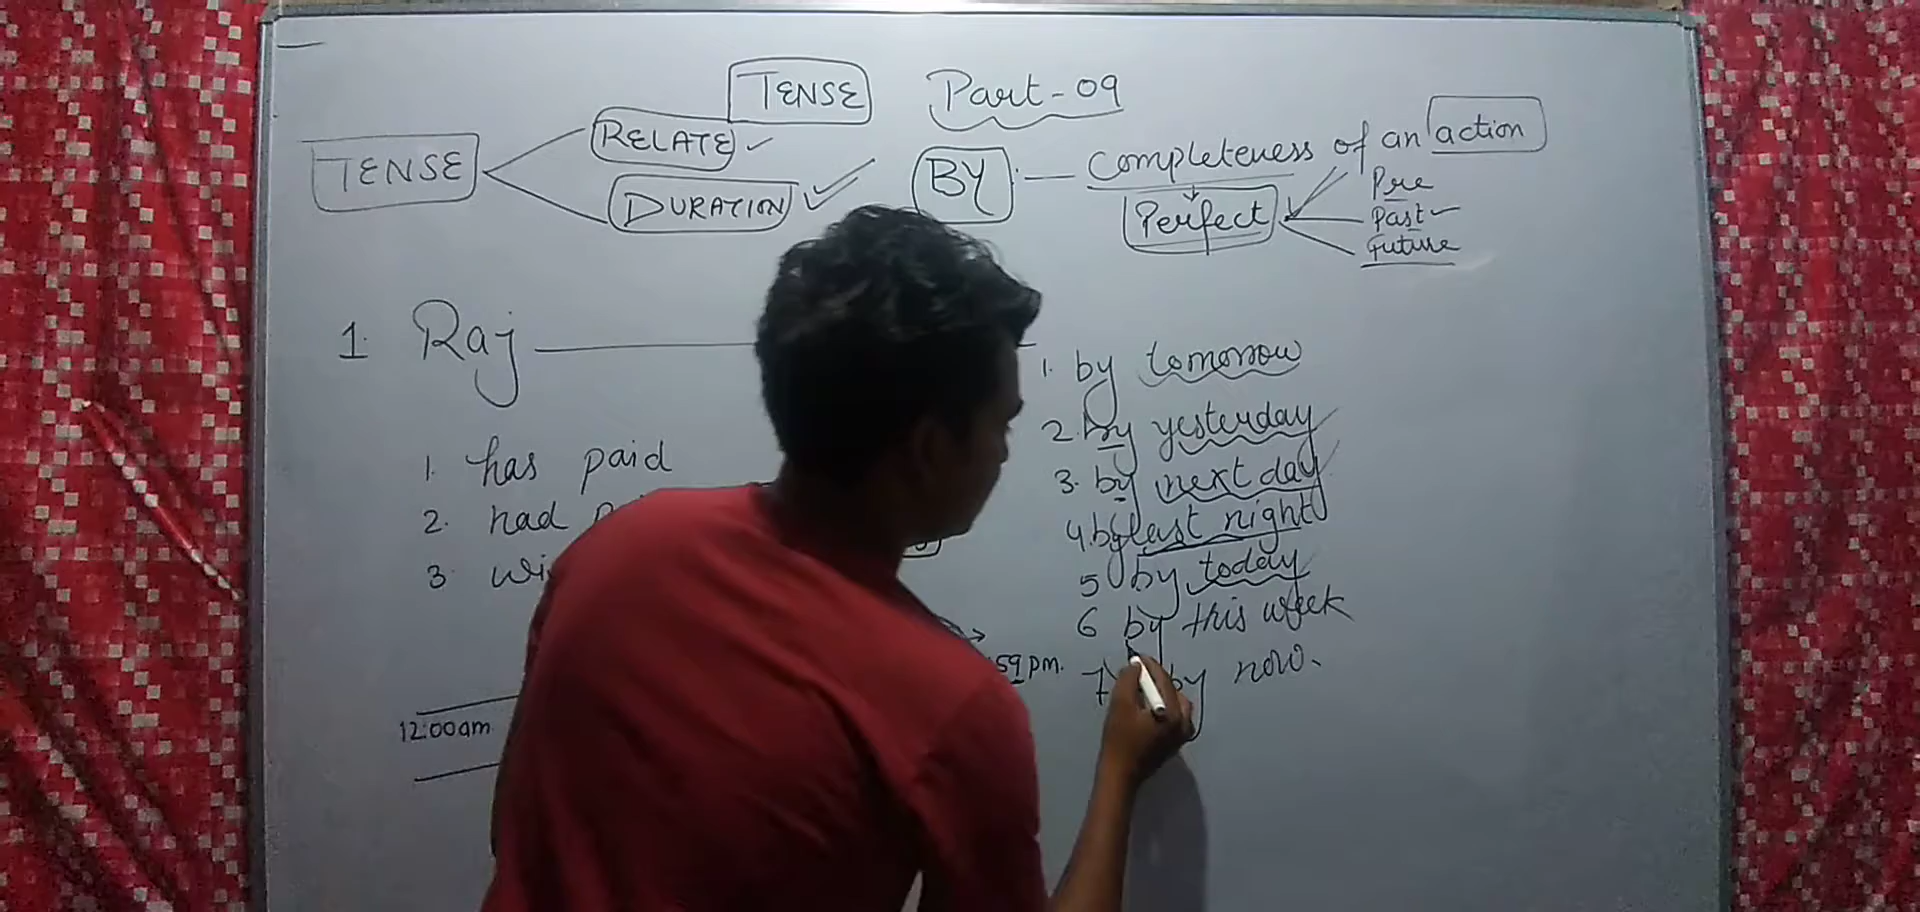 TENSE Part-09
TENSE
RELATE
DURATION
BY — Completeness of an action
Perfect
Pre
Past
Future
1. Raj
1. has paid
2. had
3.
12:00am
59 pm.
1. by tomorrow
2. by yesterday
3. by next day
4. by last night
5 by today
6 by this week
7 by now.